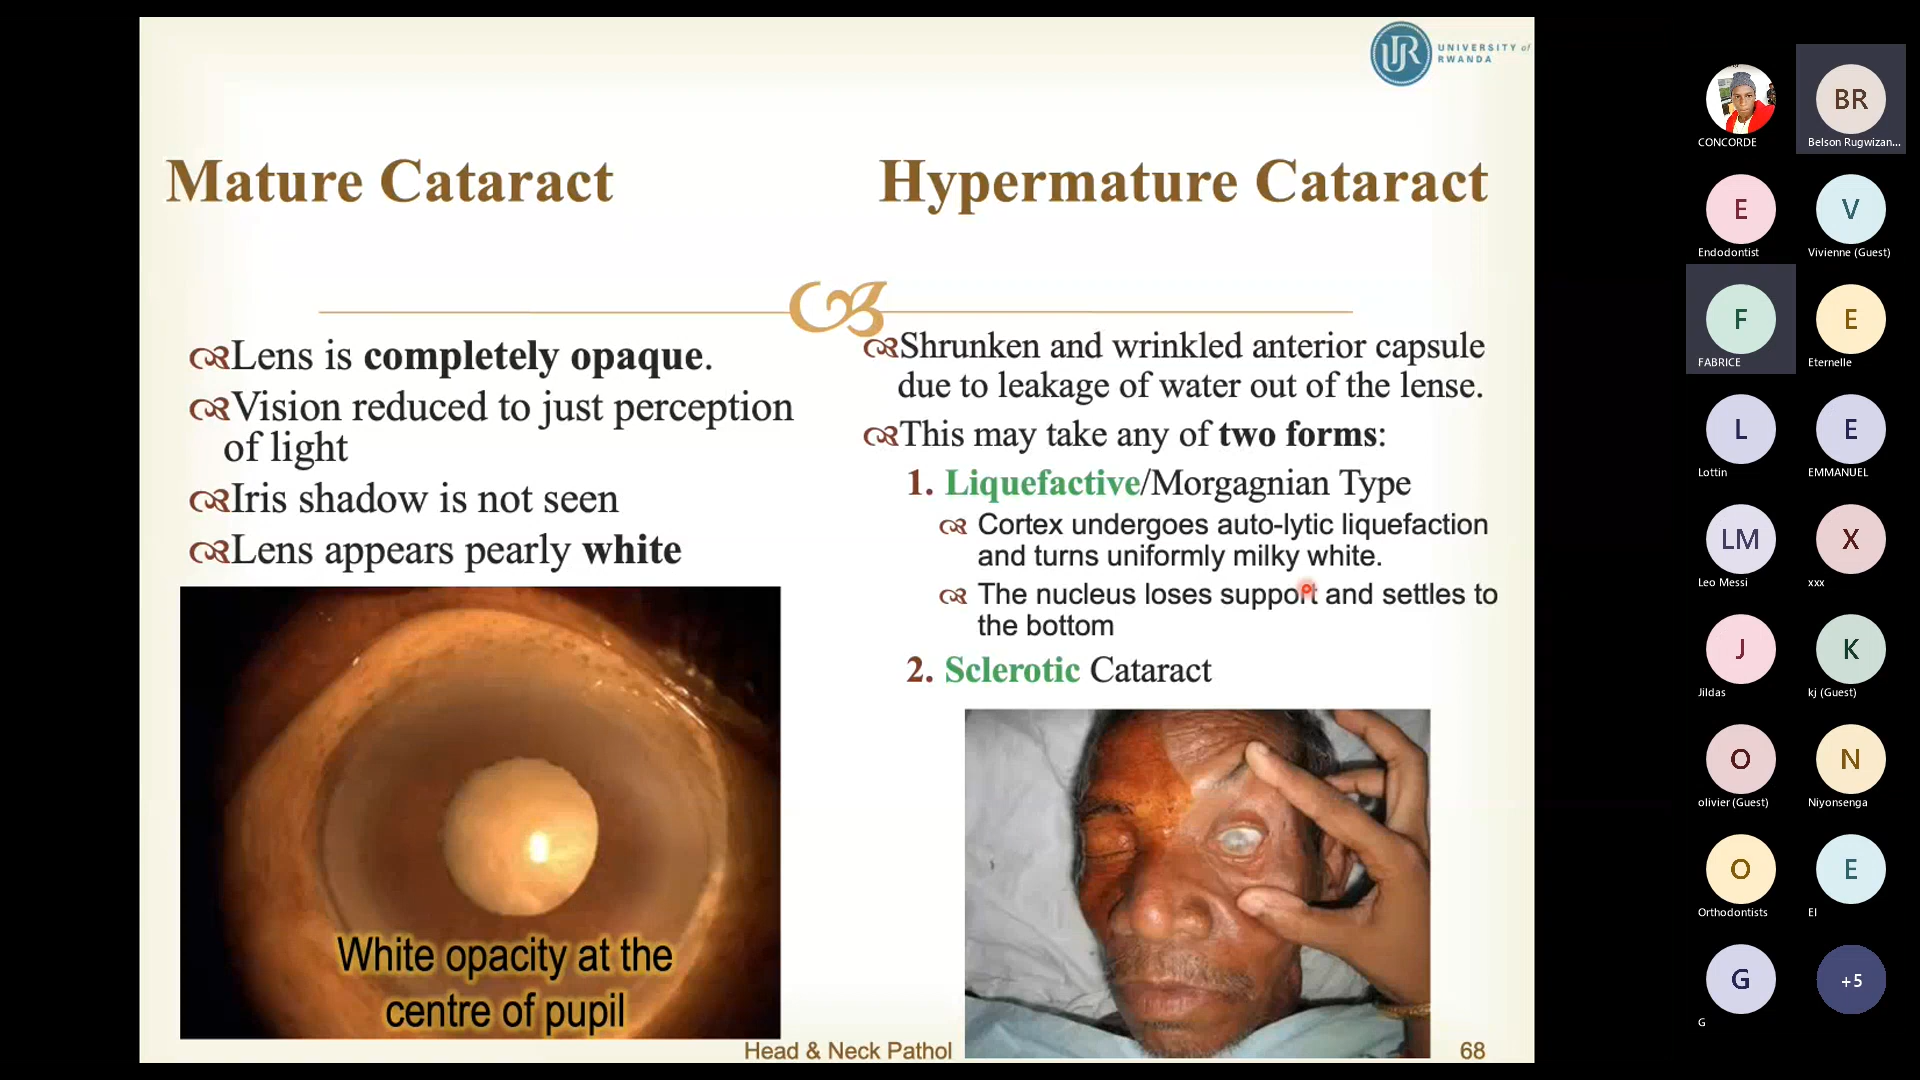 UNIVERSITY of
RWANDA
Mature Cataract
Hypermature Cataract
Lens is completely opaque.
Vision reduced to just perception
of light
Iris shadow is not seen
Lens appears pearly white
White opacity at the
centre of pupil
Shrunken and wrinkled anterior capsule
due to leakage of water out of the lense.
This may take any of two forms:
1. Liquefactive/Morgagnian Type
Cortex undergoes auto-lytic liquefaction
and turns uniformly milky white.
The nucleus loses support and settles to
the bottom
2. Sclerotic Cataract
Head & Neck Pathol
68
CONCORDE
BR
Belson Rugwizan...
E
Endodontist
V
Vivienne (Guest)
F
FABRICE
E
Eternelle
L
Lottin
E
EMMANUEL
LM
Leo Messi
X
xxx
J
Jildas
K
kj (Guest)
O
olivier (Guest)
N
Niyonsenga
O
Orthodontists
E
El
G
G
+5